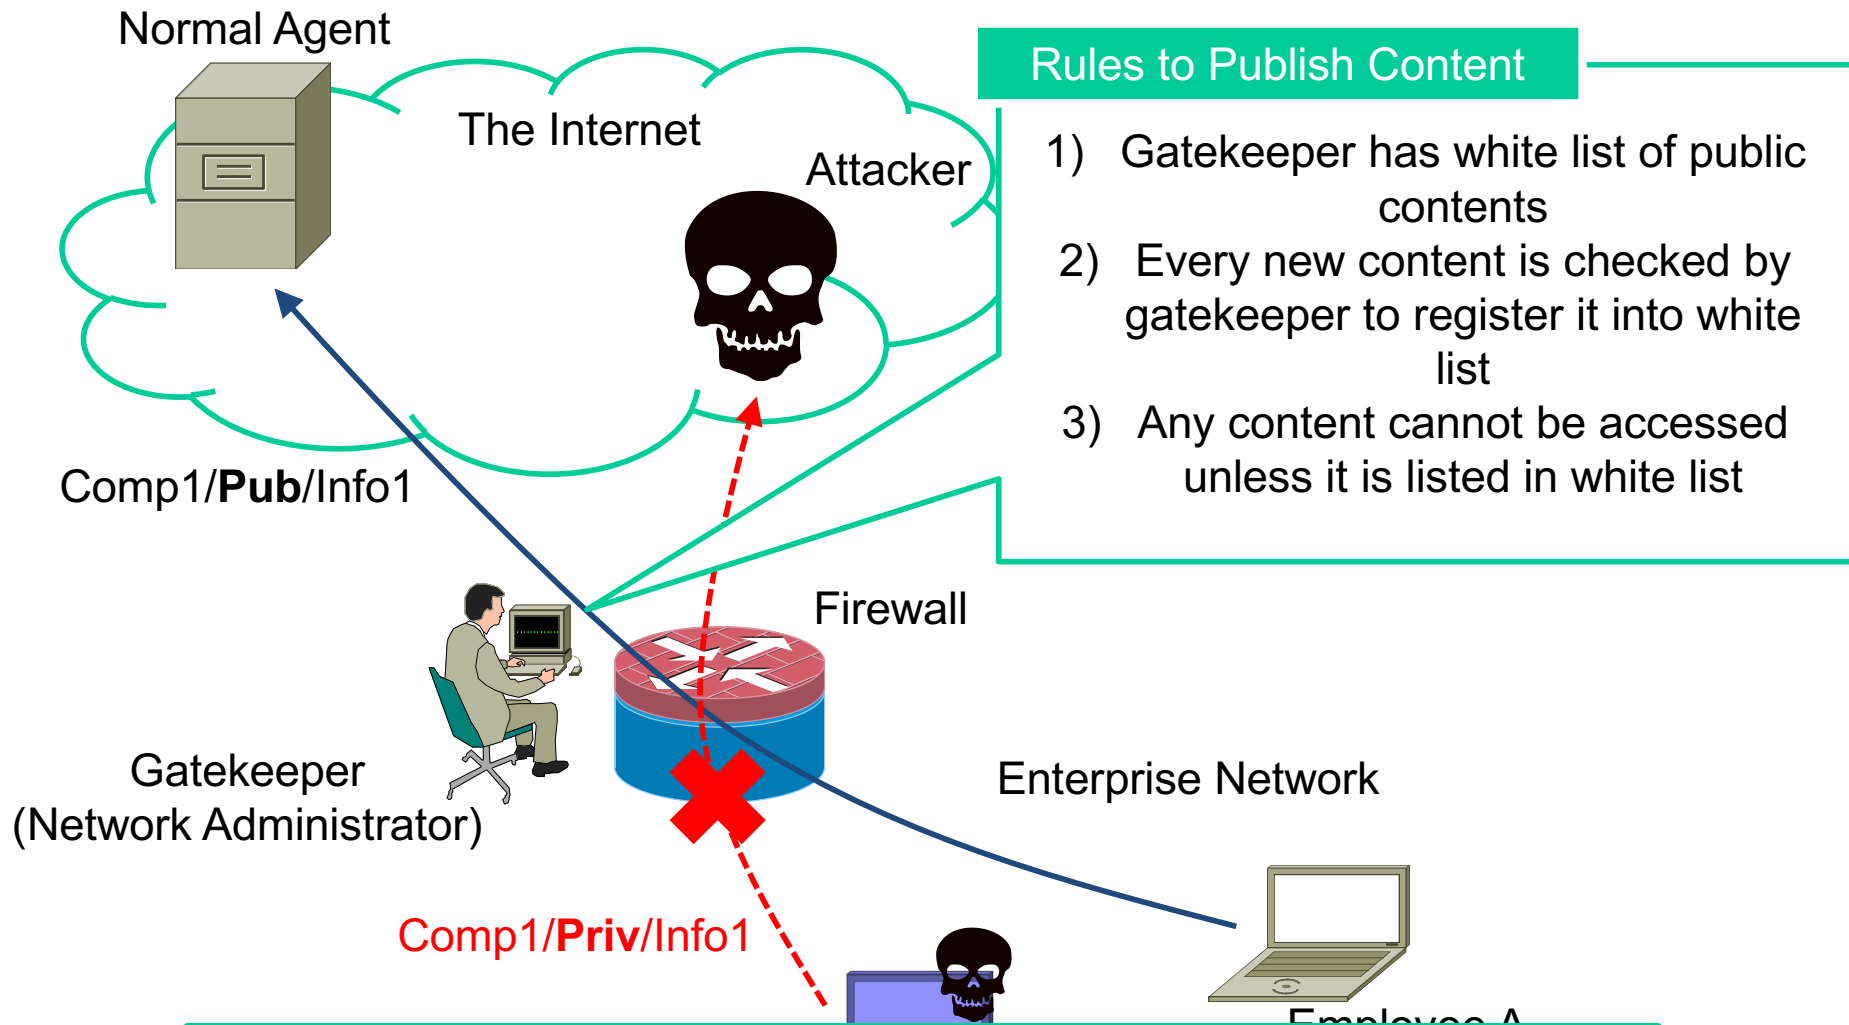 Normal Agent
The Internet
Attacker
Rules to Publish Content
1) Gatekeeper has white list of public
contents
2) Every new content is checked by
gatekeeper to register it into white
list
3) Any content cannot be accessed
unless it is listed in white list
Comp1/Pub/Info1
Firewall
Gatekeeper
(Network Administrator)
Enterprise Network
Comp1/Priv/Info1
Employee A